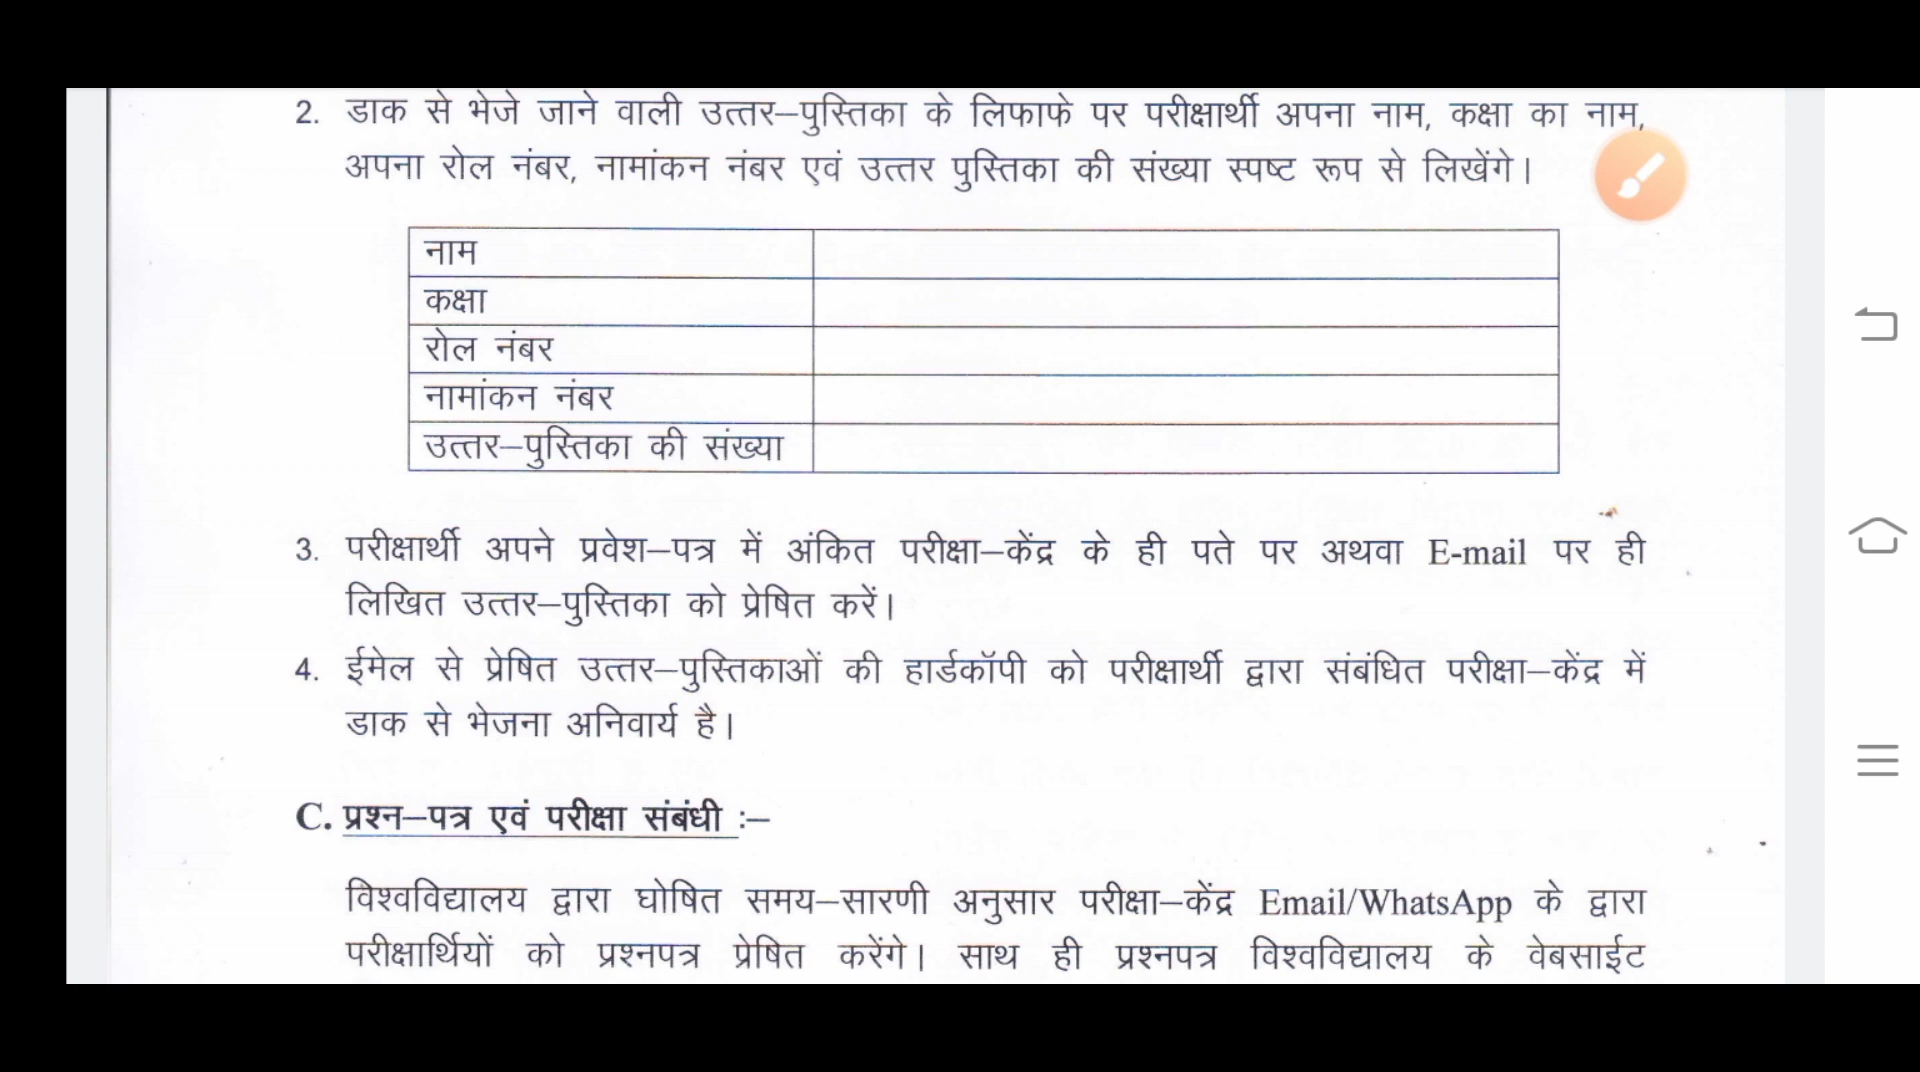 2. डाक से भेजे जाने वाली उत्तर–पुस्तिका के लिफाफे पर परीक्षार्थी अपना नाम, कक्षा का नाम,
अपना रोल नंबर, नामांकन नंबर एवं उत्तर पुस्तिका की संख्या स्पष्ट रूप से लिखेंगे।
नाम
कक्षा
रोल नंबर
नामांकन नंबर
उत्तर–पुस्तिका की संख्या
3. परीक्षार्थी अपने प्रवेश–पत्र में अंकित परीक्षा–केंद्र के ही पते पर अथवा E-mail पर ही
लिखित उत्तर–पुस्तिका को प्रेषित करें।
4. ईमेल से प्रेषित उत्तर–पुस्तिकाओं की हार्डकॉपी को परीक्षार्थी द्वारा संबंधित परीक्षा–केंद्र में
डाक से भेजना अनिवार्य है।
C. प्रश्न–पत्र एवं परीक्षा संबंधी :–
विश्वविद्यालय द्वारा घोषित समय–सारणी अनुसार परीक्षा–केंद्र Email/WhatsApp के द्वारा
परीक्षार्थियों को प्रश्नपत्र प्रेषित करेंगे। साथ ही प्रश्नपत्र विश्वविद्यालय के वेबसाईट